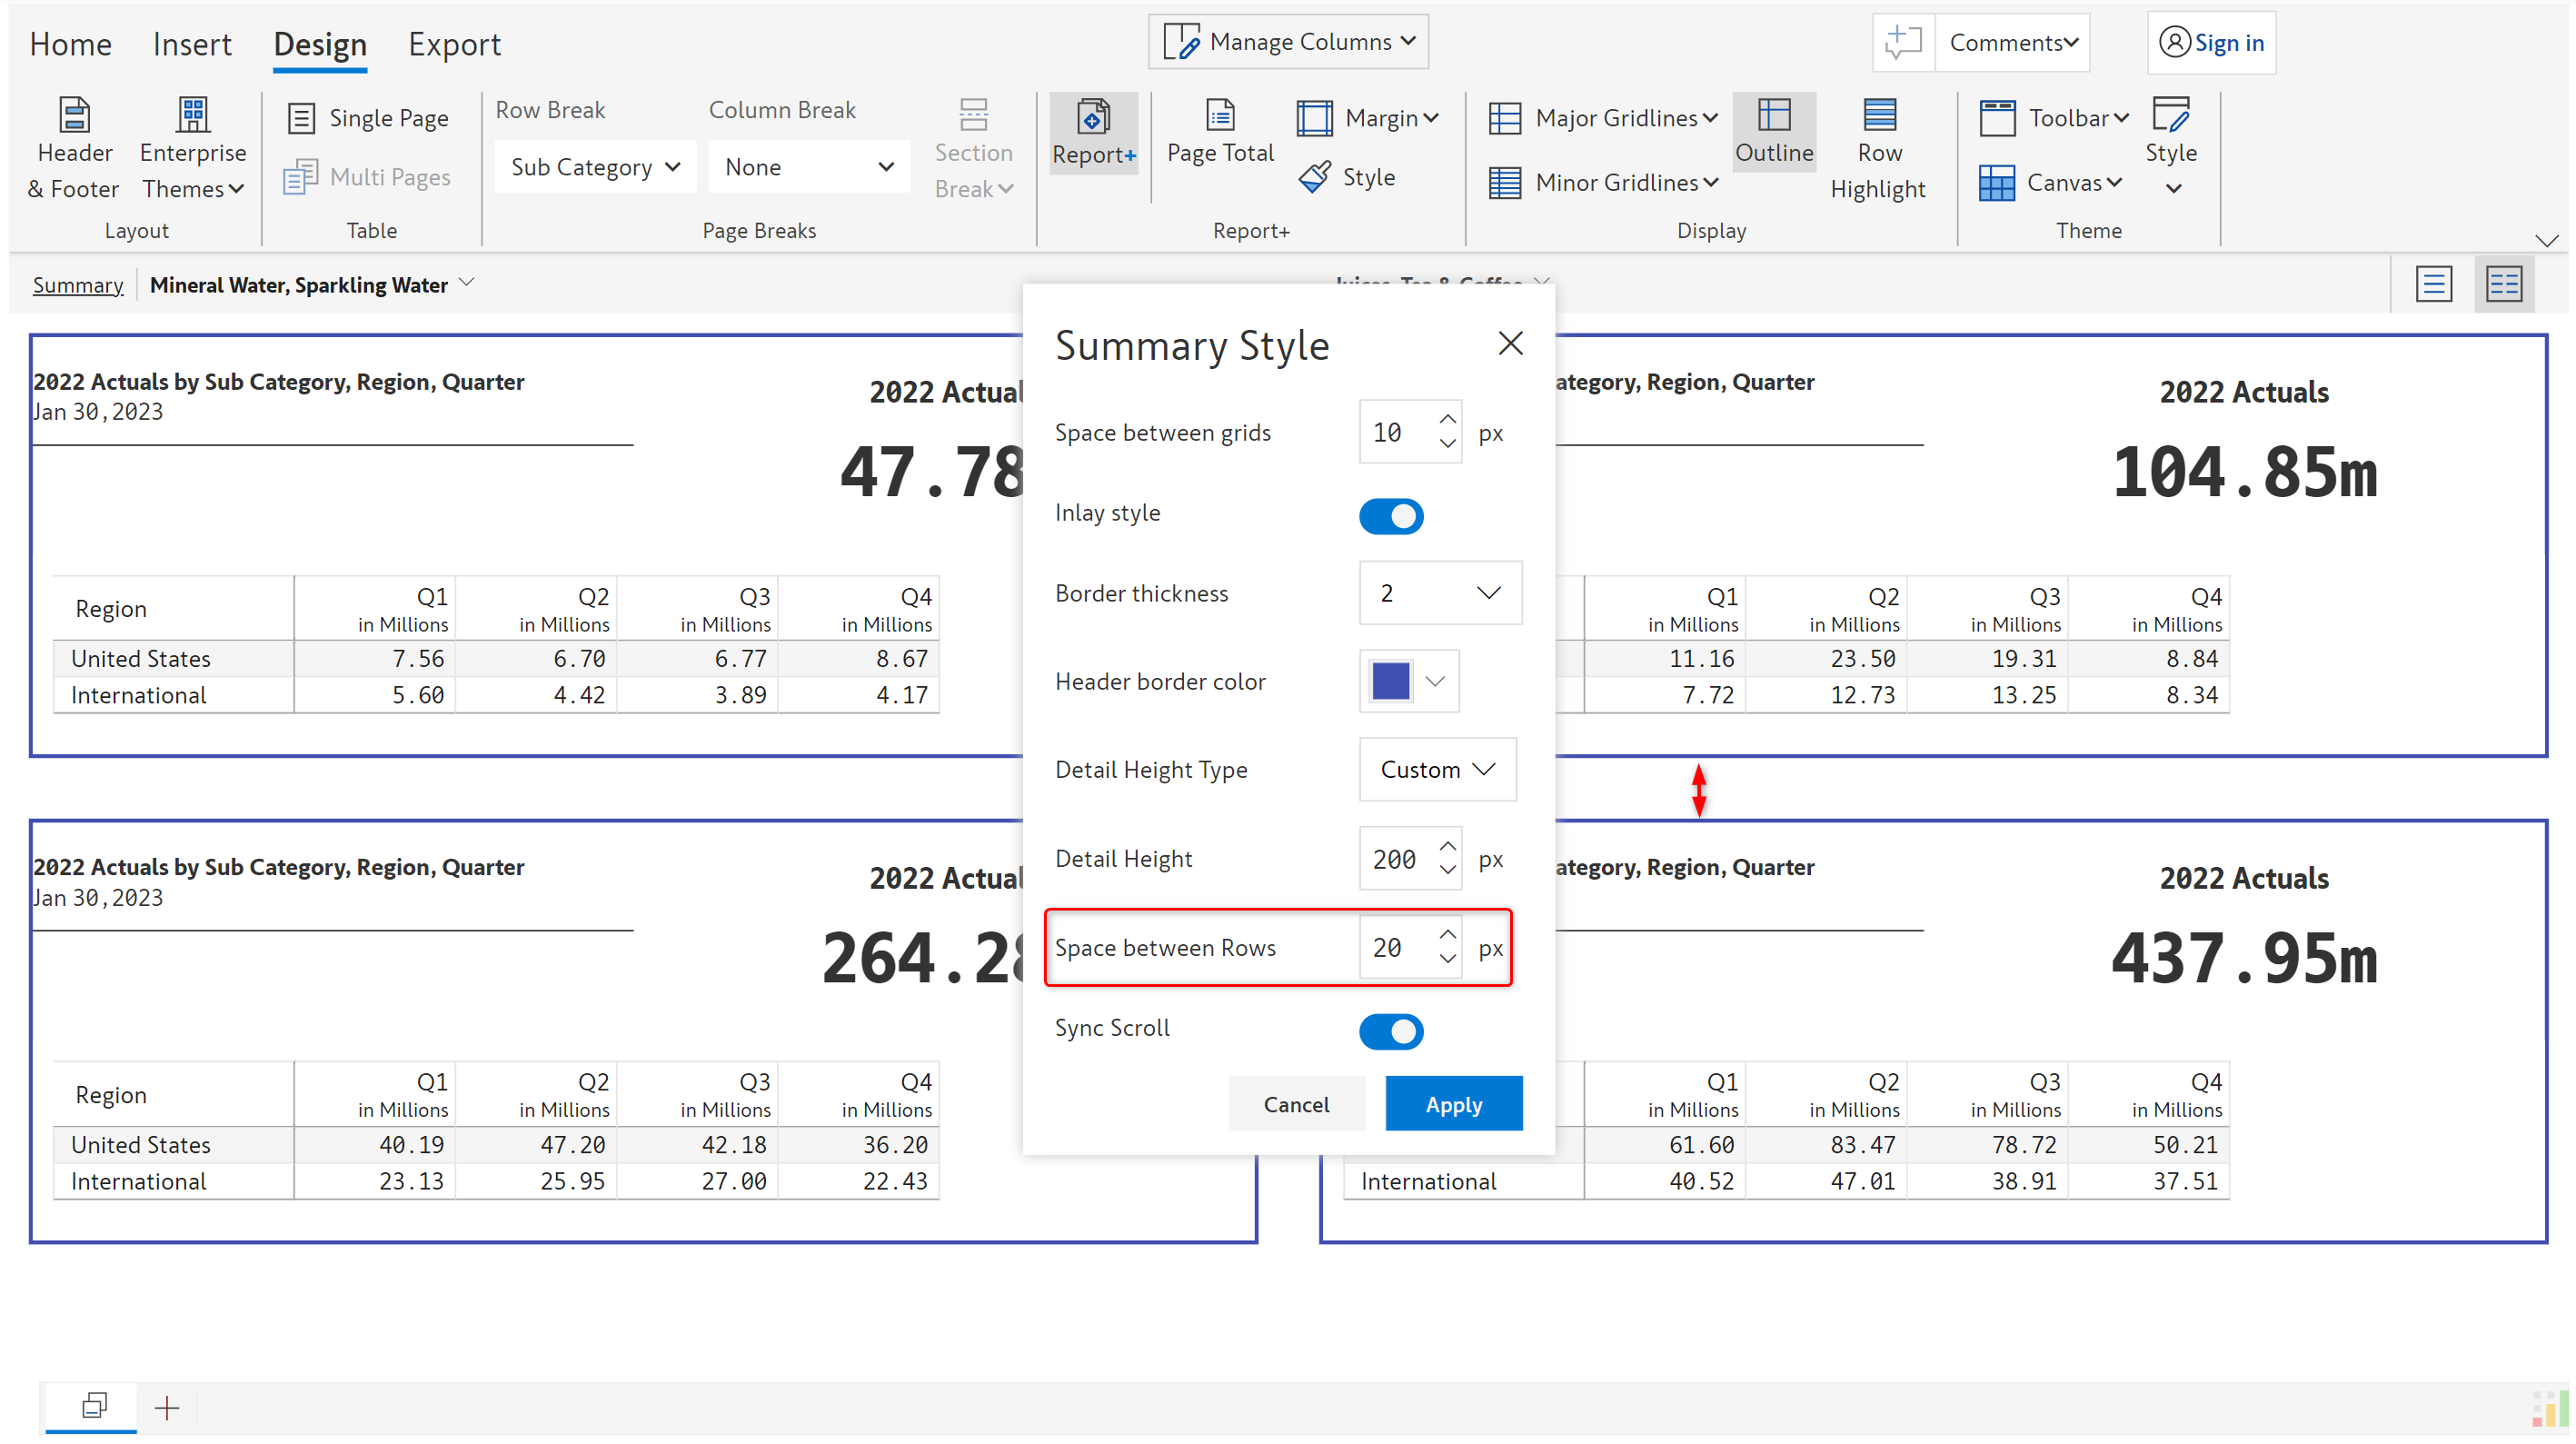 Home Insert Design Export Manage Columns Comments Sign in
Header & Footer
Enterprise Themes
Layout
Single Page
Multi Pages
Table
Row Break
Sub Category
Column Break
None
Section Break
Page Breaks
Report+
Page Total
Margin
Style
Report+
Major Gridlines
Minor Gridlines
Outline
Row Highlight
Display
Toolbar
Canvas
Style
Theme
Summary Mineral Water, Sparkling Water
Juices, Tea & Coffee
2022 Actuals by Sub Category, Region, Quarter
Jan 30,2023
2022 Actual
47.78
Region Q1 in Millions Q2 in Millions Q3 in Millions Q4 in Millions
United States 7.56 6.70 6.77 8.67
International 5.60 4.42 3.89 4.17
ategory, Region, Quarter
2022 Actuals
104.85m
Q1 in Millions Q2 in Millions Q3 in Millions Q4 in Millions
11.16 23.50 19.31 8.84
7.72 12.73 13.25 8.34
Summary Style
Space between grids 10 px
Inlay style
Border thickness 2
Header border color
Detail Height Type Custom
Detail Height 200 px
Space between Rows 20 px
Sync Scroll
Cancel Apply
2022 Actuals by Sub Category, Region, Quarter
Jan 30,2023
2022 Actual
264.28
Region Q1 in Millions Q2 in Millions Q3 in Millions Q4 in Millions
United States 40.19 47.20 42.18 36.20
International 23.13 25.95 27.00 22.43
ategory, Region, Quarter
2022 Actuals
437.95m
Q1 in Millions Q2 in Millions Q3 in Millions Q4 in Millions
61.60 83.47 78.72 50.21
International 40.52 47.01 38.91 37.51